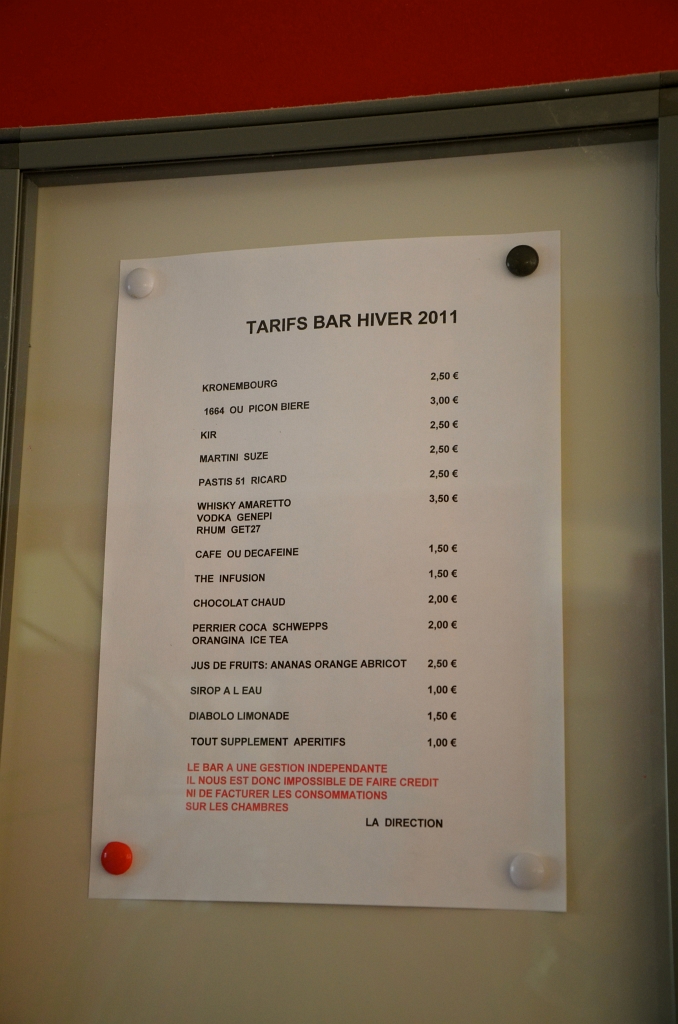 TARIFS BAR HIVER 2011
KRONEMBOURG 2,50 €
1664 OU PICON BIERE 3,00 €
KIR 2,50 €
MARTINI SUZE 2,50 €
PASTIS 51 RICARD 2,50 €
WHISKY AMARETTO 3,50 €
VODKA GENEPI
RHUM GET27
CAFE OU DECAFEINE 1,50 €
THE INFUSION 1,50 €
CHOCOLAT CHAUD 2,00 €
PERRIER COCA SCHWEPPS 2,00 €
ORANGINA ICE TEA
JUS DE FRUITS: ANANAS ORANGE ABRICOT 2,50 €
SIROP A L EAU 1,00 €
DIABOLO LIMONADE 1,50 €
TOUT SUPPLEMENT APERITIFS 1,00 €
LE BAR A UNE GESTION INDEPENDANTE
IL NOUS EST DONC IMPOSSIBLE DE FAIRE CREDIT
NI DE FACTURER LES CONSOMMATIONS
SUR LES CHAMBRES
LA DIRECTION